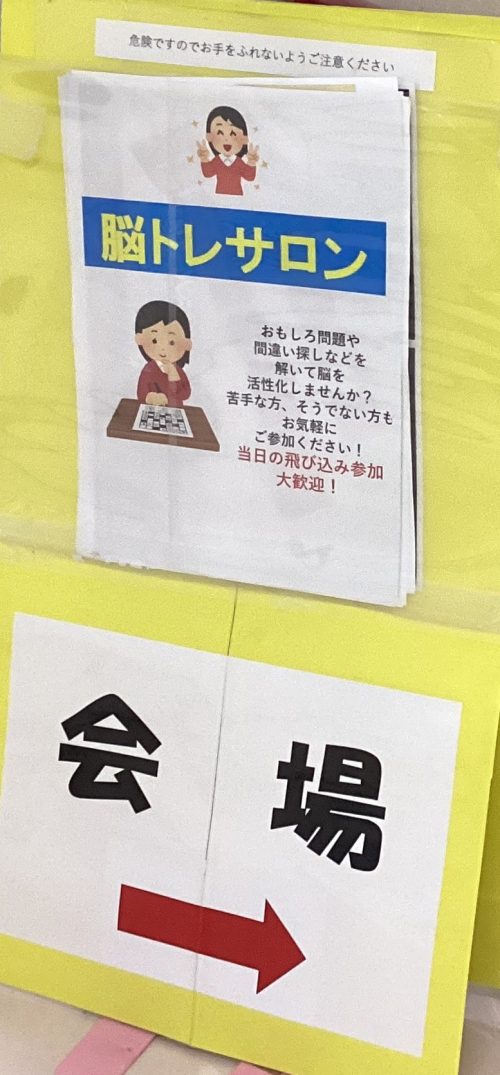 危険ですのでお手をふれないようご注意ください
脳トレサロン
おもしろ問題や
間違い探しなどを
解いて脳を
活性化しませんか？
苦手な方、そうでない方も
お気軽に
ご参加ください！
当日の飛び込み参加
大歓迎！
会場